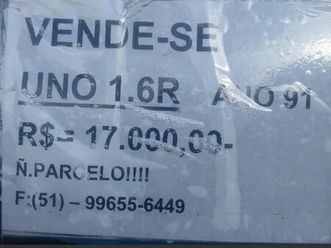 VENDE-SE
UNO 1.6R ANO 91
R$= 17.000,00-
Ñ.PARCELO!!!!
F:(51) – 99655-6449